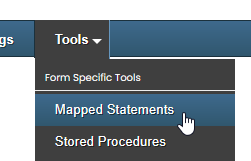 gs
Tools
Form Specific Tools
Mapped Statements
Stored Procedures